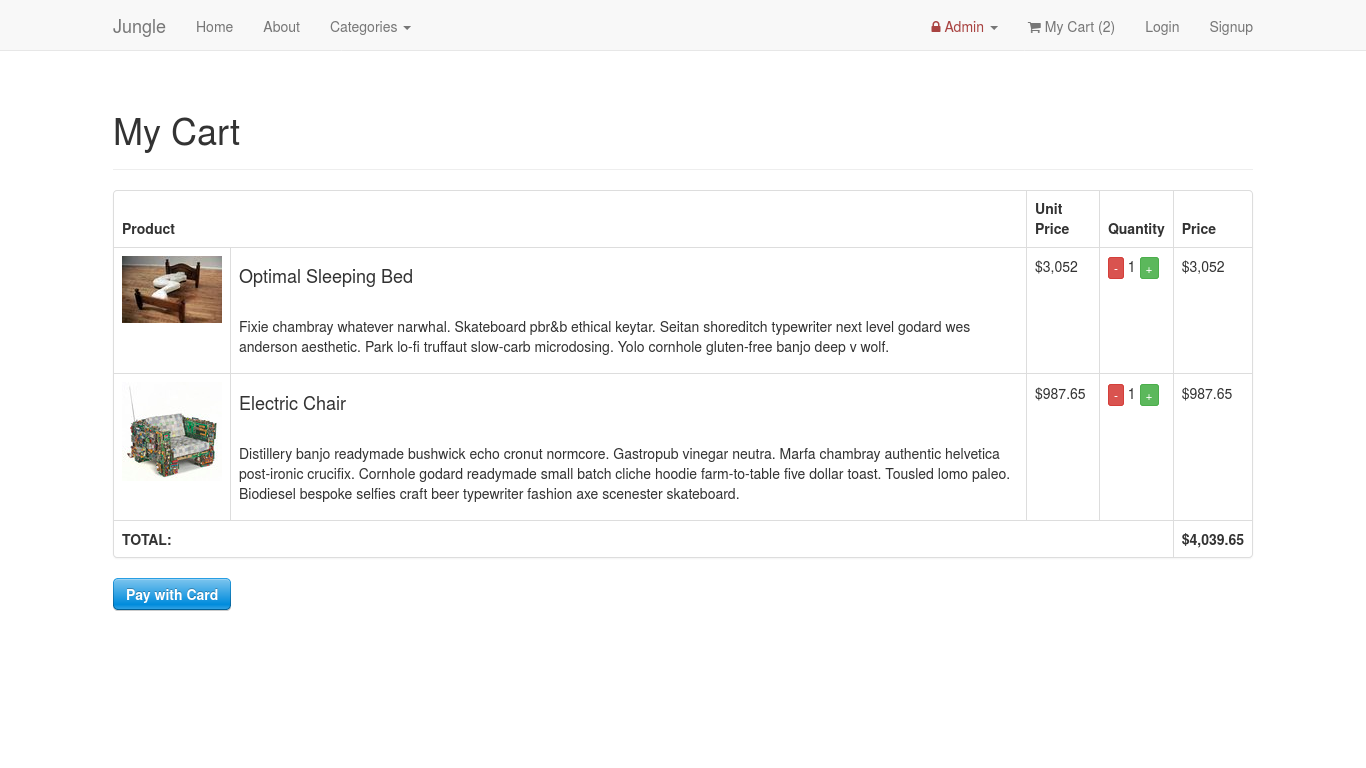 Jungle Home About Categories Admin My Cart (2) Login Signup
My Cart
Product Unit Price Quantity Price
Optimal Sleeping Bed $3,052 - 1 + $3,052
Fixie chambray whatever narwhal. Skateboard pbr&b ethical keytar. Seitan shoreditch typewriter next level godard wes
anderson aesthetic. Park lo-fi truffaut slow-carb microdosing. Yolo cornhole gluten-free banjo deep v wolf.
Electric Chair $987.65 - 1 + $987.65
Distillery banjo readymade bushwick echo cronut normcore. Gastropub vinegar neutra. Marfa chambray authentic helvetica
post-ironic crucifix. Cornhole godard readymade small batch cliche hoodie farm-to-table five dollar toast. Tousled lomo paleo.
Biodiesel bespoke selfies craft beer typewriter fashion axe scenester skateboard.
TOTAL: $4,039.65
Pay with Card